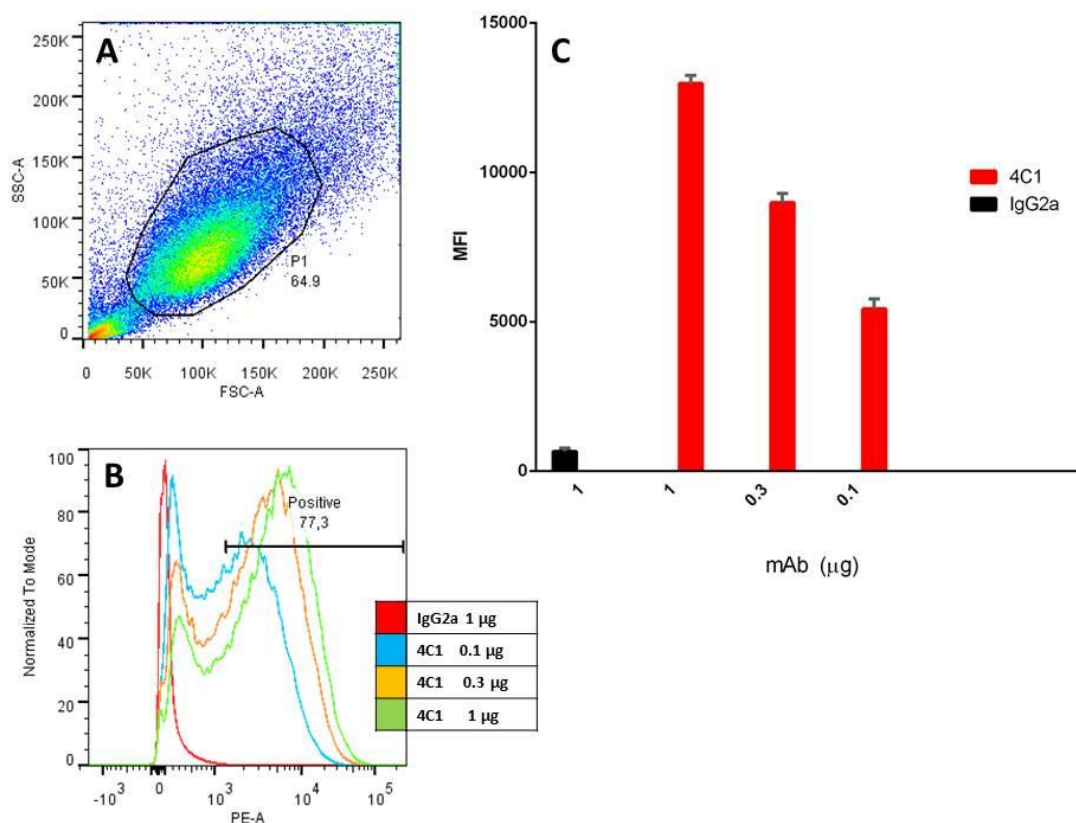 A
250K
200K
150K
100K
50K
0
SSC-A
P1
64.9
0 50K 100K 150K 200K 250K
FSC-A
B
100
80
60
40
20
0
Normalized To Mode
Positive
77,3
-10³ 0 10³ 10⁴ 10⁵
PE-A
IgG2a 1 µg
4C1 0.1 µg
4C1 0.3 µg
4C1 1 µg
C
15000
10000
5000
0
MFI
4C1
IgG2a
1 1 0.3 0.1
mAb (µg)